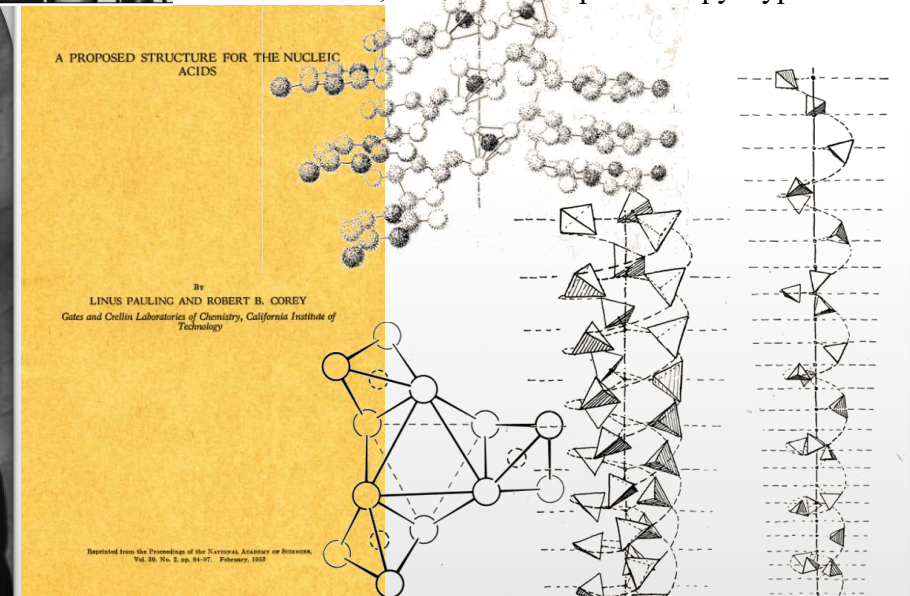 A PROPOSED STRUCTURE FOR THE NUCLEIC
ACIDS
BY
LINUS PAULING AND ROBERT B. COREY
Gates and Crellin Laboratories of Chemistry, California Institute of
Technology
Reprinted from the Proceedings of the NATIONAL ACADEMY OF SCIENCES,
Vol. 39, No. 2, pp. 84-97. February, 1953